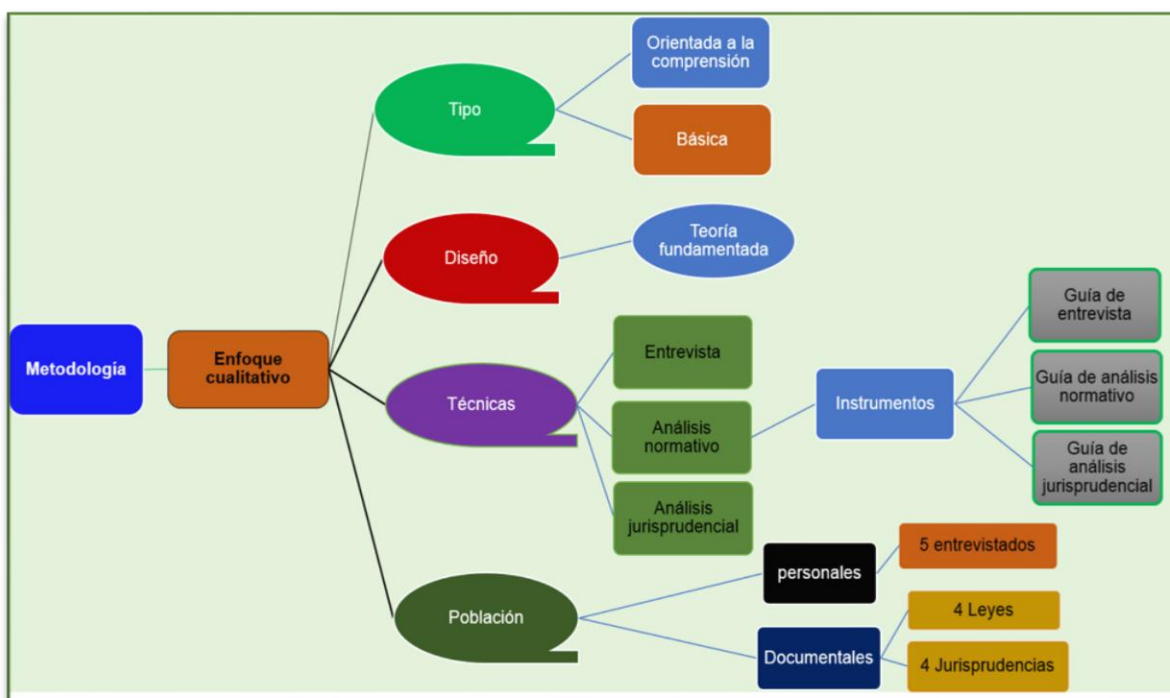 Metodología
Enfoque
cualitativo
Tipo
Orientada a la
comprensión
Básica
Diseño
Teoría
fundamentada
Técnicas
Entrevista
Análisis
normativo
Análisis
jurisprudencial
Instrumentos
Guía de
entrevista
Guía de análisis
normativo
Guía de
análisis
jurisprudencial
Población
personales
5 entrevistados
Documentales
4 Leyes
4 Jurisprudencias